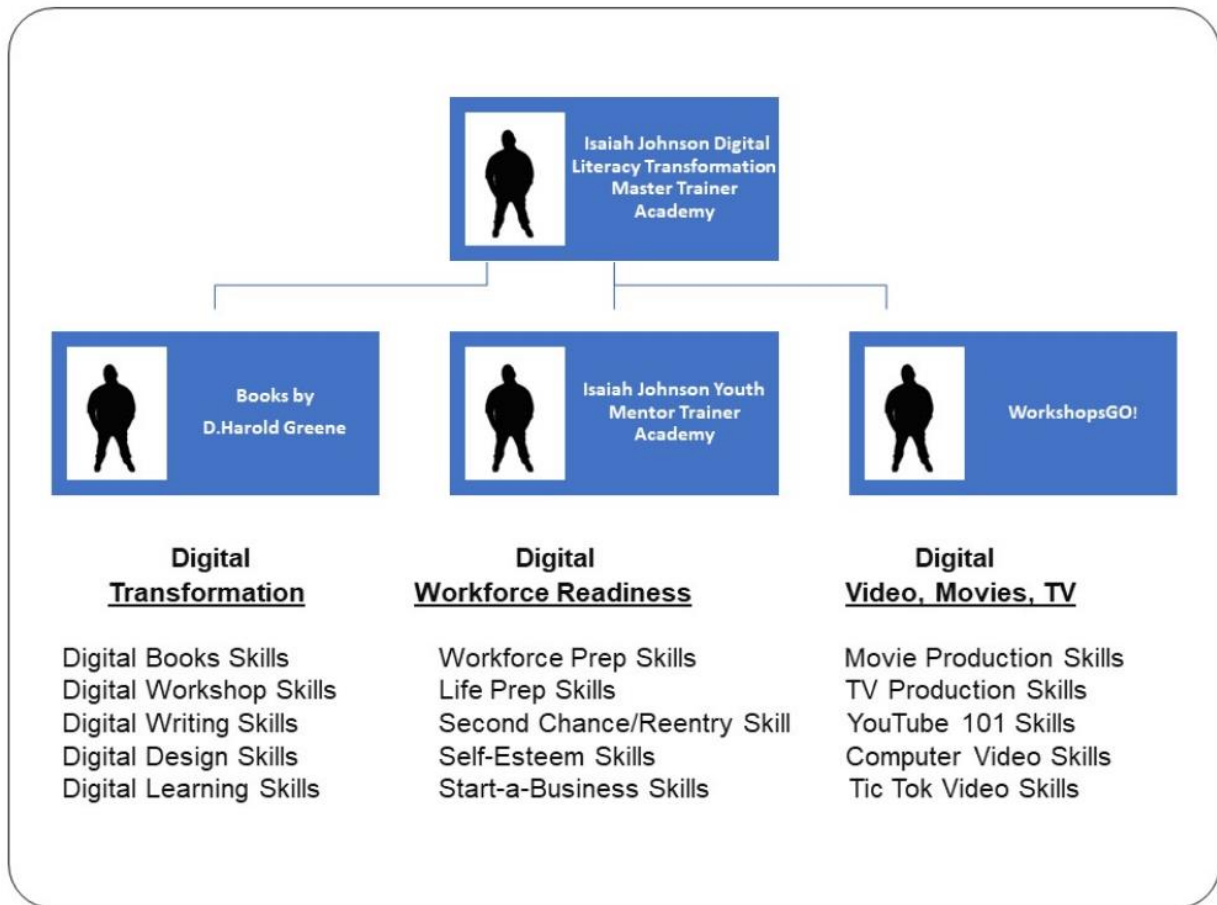 Isaiah Johnson Digital
Literacy Transformation
Master Trainer
Academy
Books by
D.Harold Greene
Isaiah Johnson Youth
Mentor Trainer
Academy
WorkshopsGO!
Digital
Transformation
Digital Books Skills
Digital Workshop Skills
Digital Writing Skills
Digital Design Skills
Digital Learning Skills
Digital
Workforce Readiness
Workforce Prep Skills
Life Prep Skills
Second Chance/Reentry Skill
Self-Esteem Skills
Start-a-Business Skills
Digital
Video, Movies, TV
Movie Production Skills
TV Production Skills
YouTube 101 Skills
Computer Video Skills
Tic Tok Video Skills